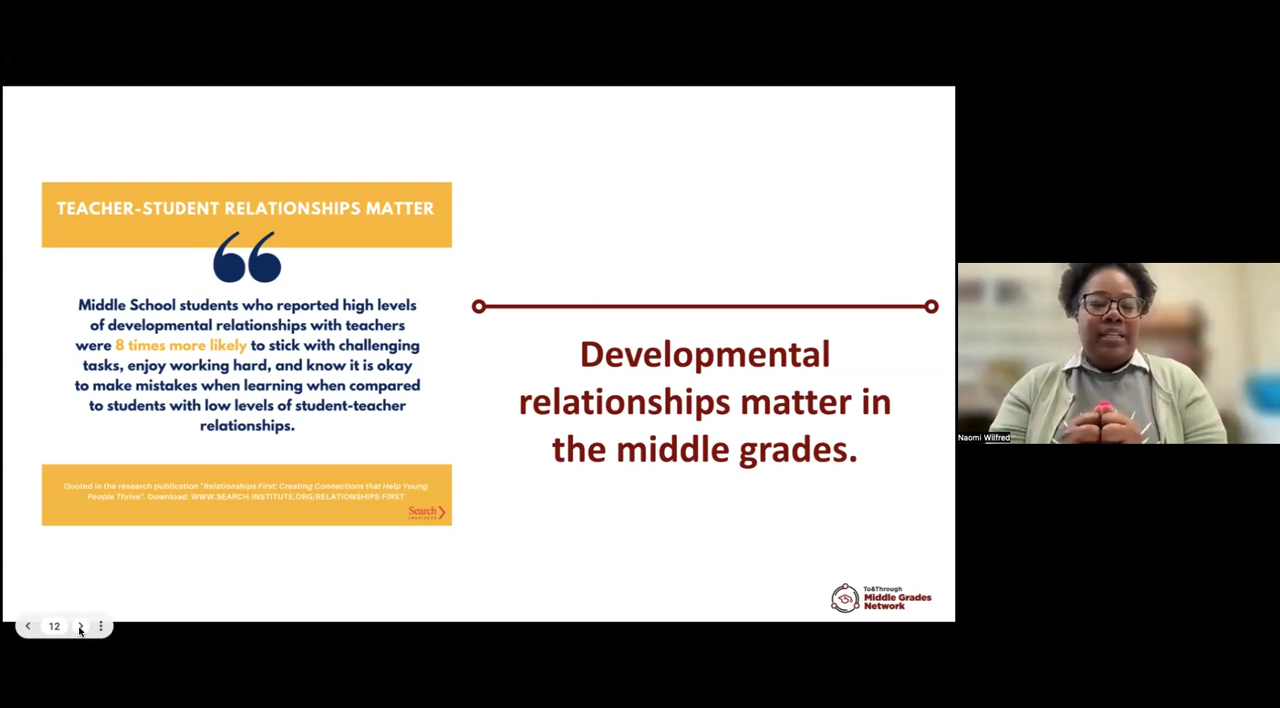 TEACHER-STUDENT RELATIONSHIPS MATTER
Middle School students who reported high levels
of developmental relationships with teachers
were 8 times more likely to stick with challenging
tasks, enjoy working hard, and know it is okay
to make mistakes when learning when compared
to students with low levels of student-teacher
relationships.
Quoted in the research publication "Relationships First: Creating Connections that Help Young
People Thrive". Download: WWW.SEARCH-INSTITUTE.ORG/RELATIONSHIPS-FIRST
Search
INSTITUTE
Developmental
relationships matter in
the middle grades.
To&Through
Middle Grades
Network
12
Naomi Wilfred